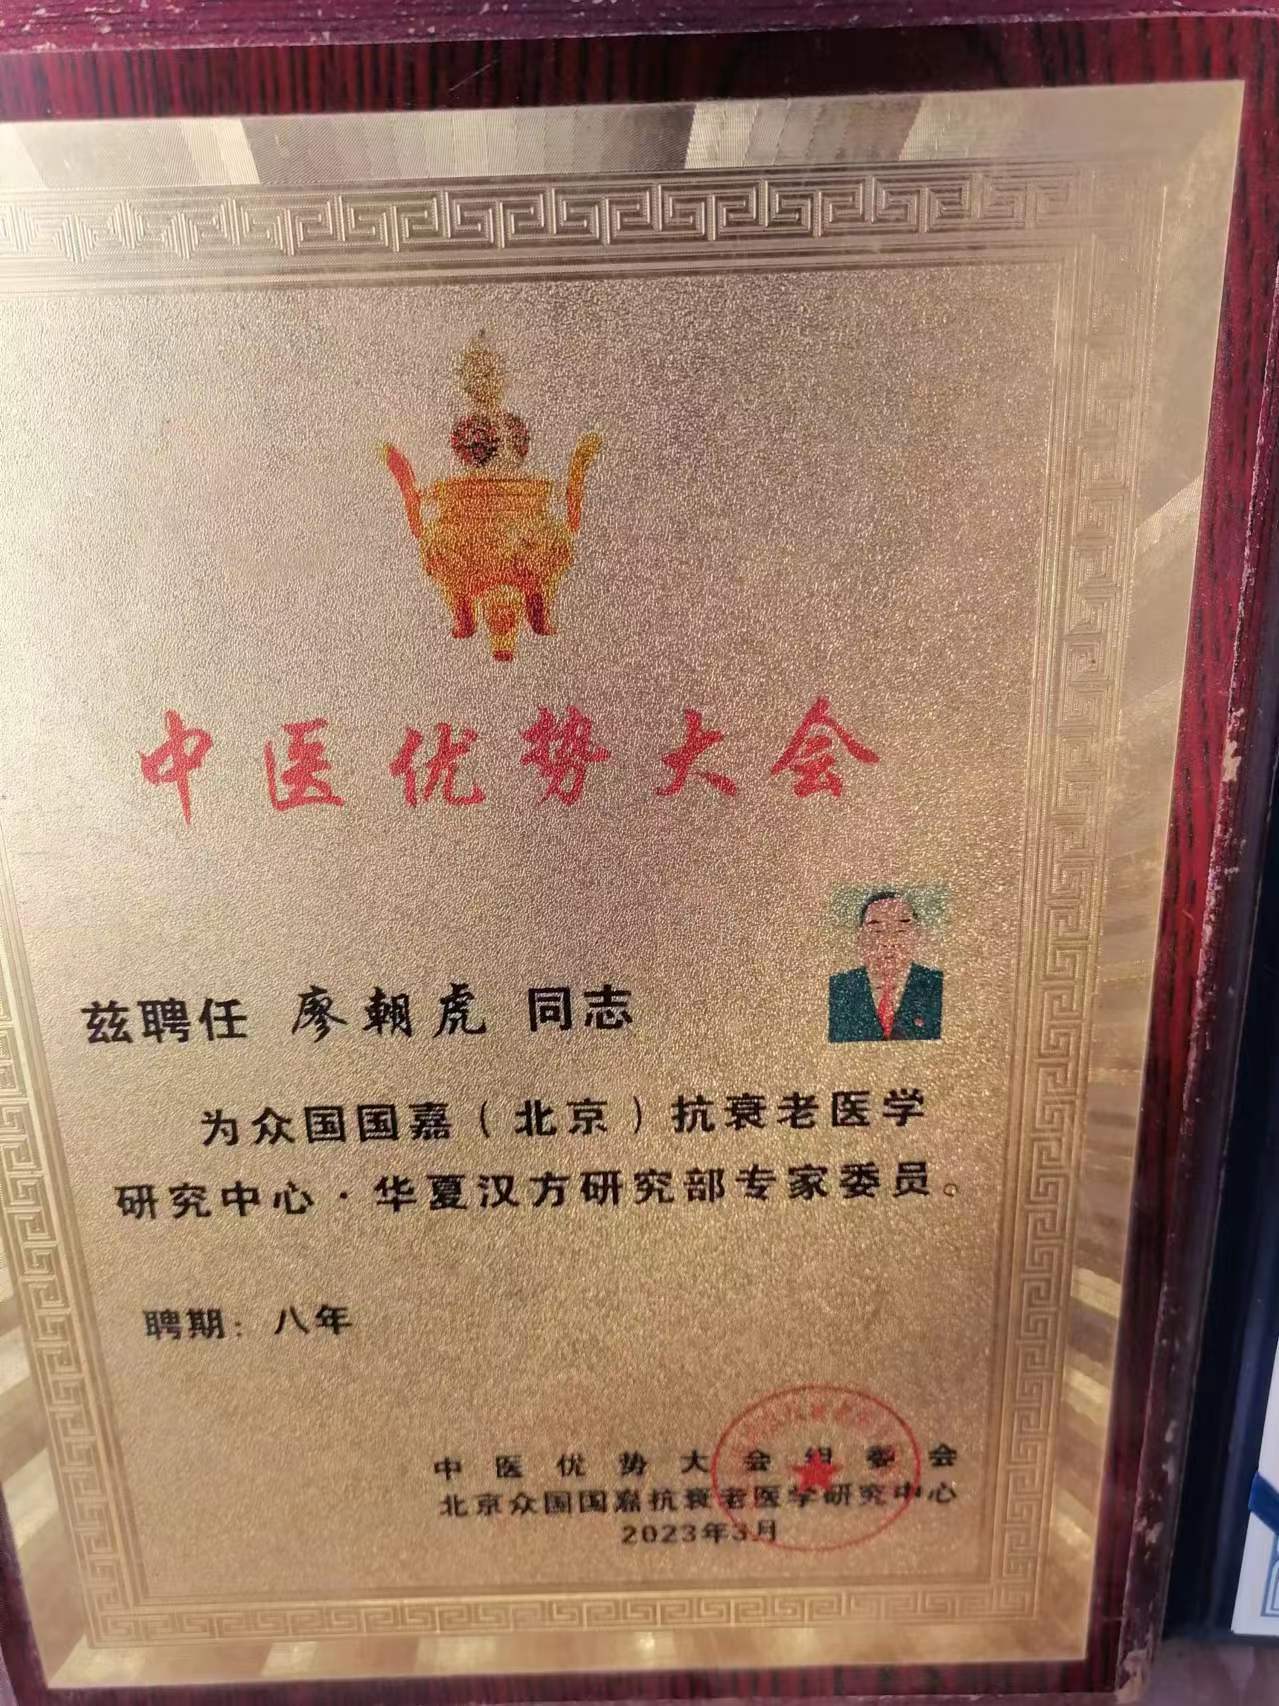 中医优势大会
兹聘任 廖朝虎 同志
为众国国嘉（北京）抗衰老医学
研究中心·华夏汉方研究部专家委员。
聘期：八年
中医优势大会组委会
北京众国国嘉抗衰老医学研究中心
2023年3月